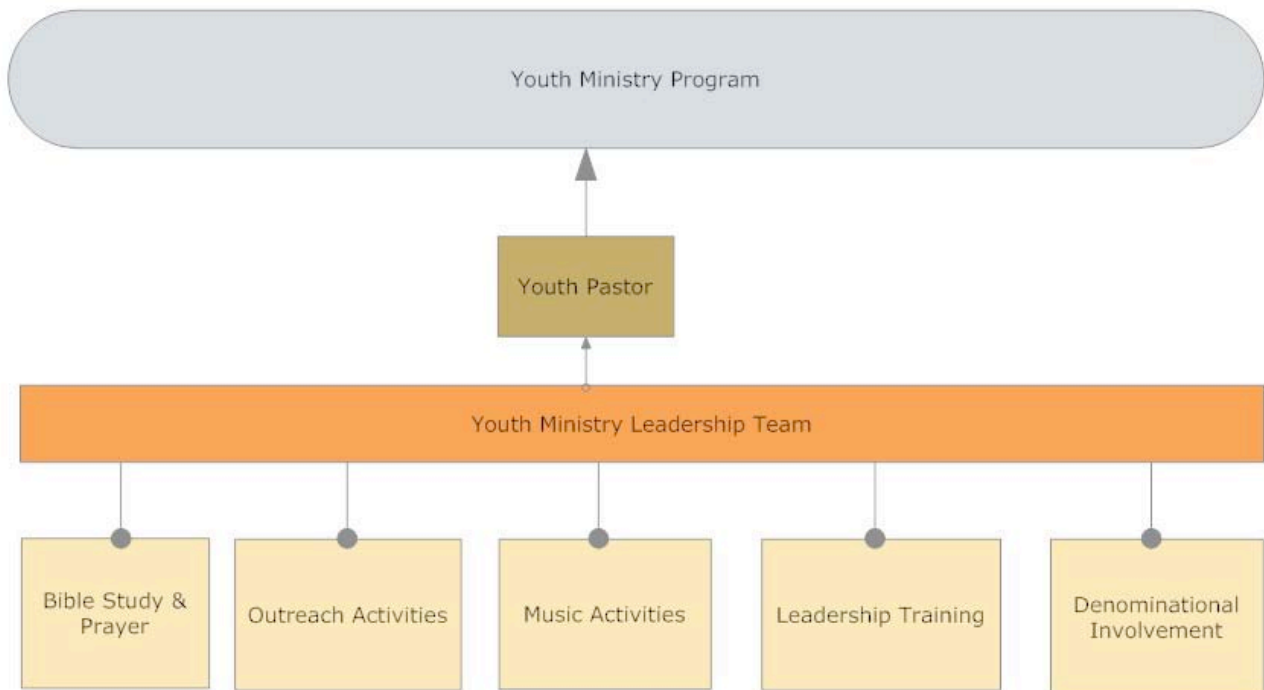 Youth Ministry Program
Youth Pastor
Youth Ministry Leadership Team
Bible Study &
Prayer
Outreach Activities
Music Activities
Leadership Training
Denominational
Involvement